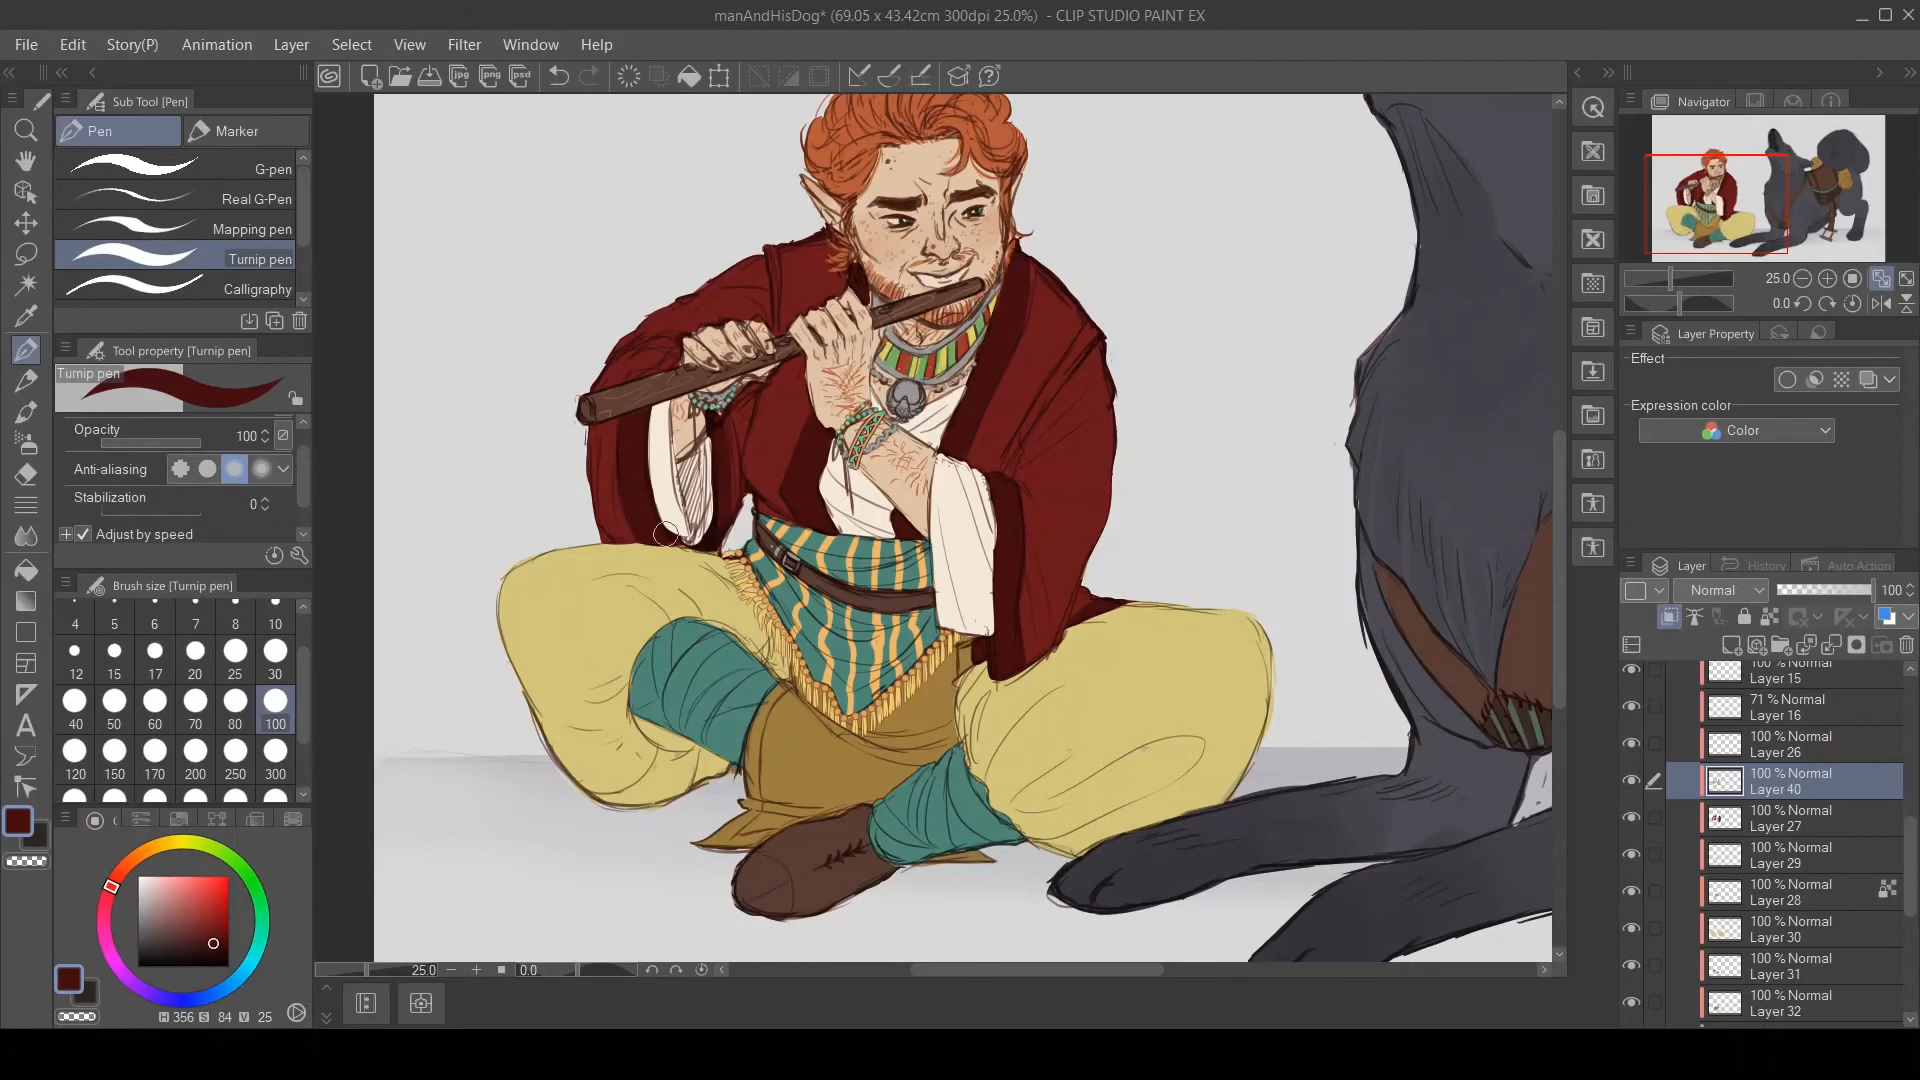 manAndHisDog* (69.05 x 43.42cm 300dpi 25.0%) - CLIP STUDIO PAINT EX
File Edit Story(P) Animation Layer Select View Filter Window Help
jpg png psd
Sub Tool [Pen]
Pen Marker
G-pen
Real G-Pen
Mapping pen
Turnip pen
Calligraphy
Tool property [Turnip pen]
Turnip pen
Opacity 100
Anti-aliasing
Stabilization 0
Adjust by speed
Brush size [Turnip pen]
4 5 6 7 8 10
12 15 17 20 25 30
40 50 60 70 80 100
120 150 170 200 250 300
H 356 S 84 V 25
25.0 0.0
Navigator
25.0
0.0
Layer Property
Effect
Expression color
Color
Layer History Auto Action
Normal 100
100 % Normal
Layer 15
71 % Normal
Layer 16
100 % Normal
Layer 26
100 % Normal
Layer 40
100 % Normal
Layer 27
100 % Normal
Layer 29
100 % Normal
Layer 28
100 % Normal
Layer 30
100 % Normal
Layer 31
100 % Normal
Layer 32